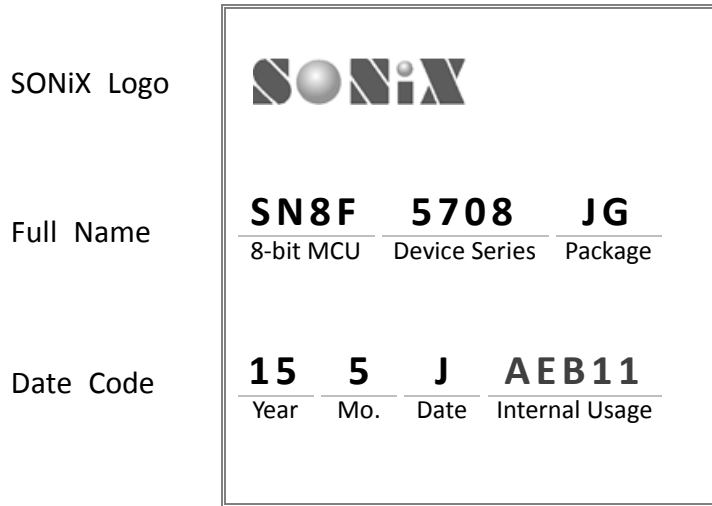 SONiX Logo
SONiX
Full Name
SN8F 5708 JG
8-bit MCU Device Series Package
Date Code
15 5 J AEB11
Year Mo. Date Internal Usage